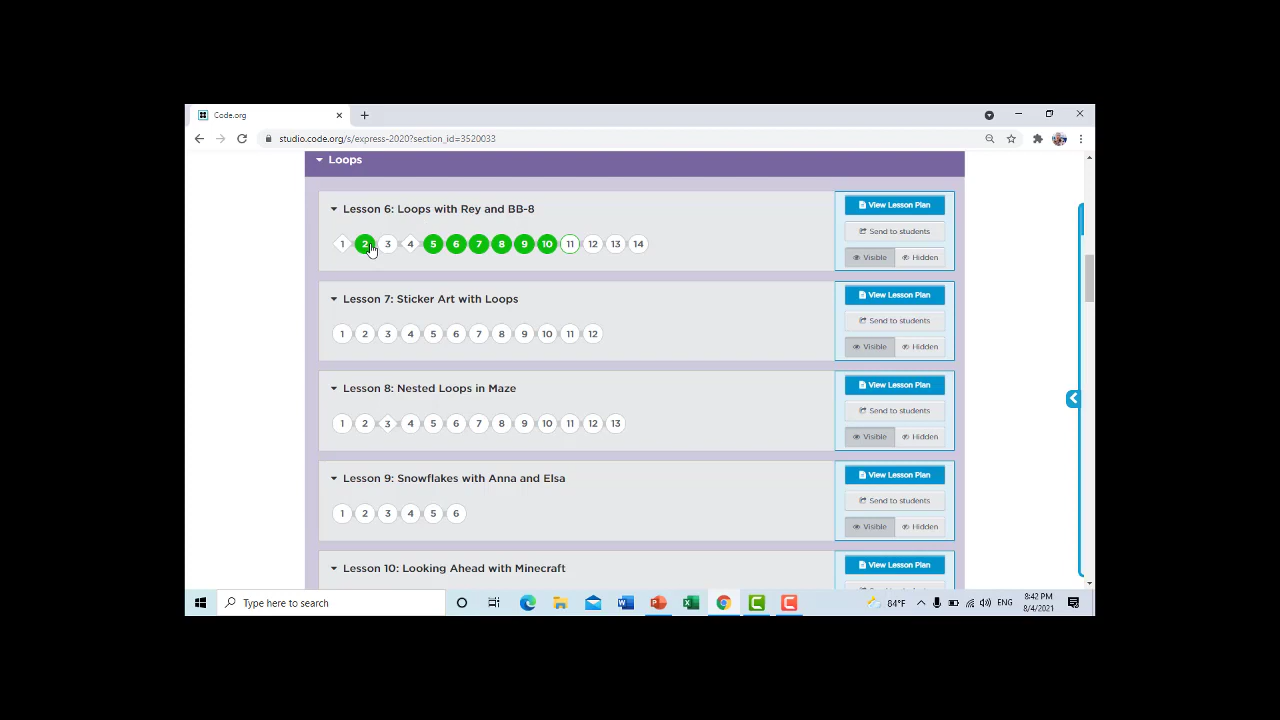 Code.org
studio.code.org/s/express-2020?section_id=3520033
Loops
Lesson 6: Loops with Rey and BB-8
View Lesson Plan
Send to students
1 2 3 4 5 6 7 8 9 10 11 12 13 14
Visible Hidden
Lesson 7: Sticker Art with Loops
View Lesson Plan
Send to students
1 2 3 4 5 6 7 8 9 10 11 12
Visible Hidden
Lesson 8: Nested Loops in Maze
View Lesson Plan
Send to students
1 2 3 4 5 6 7 8 9 10 11 12 13
Visible Hidden
Lesson 9: Snowflakes with Anna and Elsa
View Lesson Plan
Send to students
1 2 3 4 5 6
Visible Hidden
Lesson 10: Looking Ahead with Minecraft
View Lesson Plan
Type here to search
84°F
ENG
8:42 PM
8/4/2021